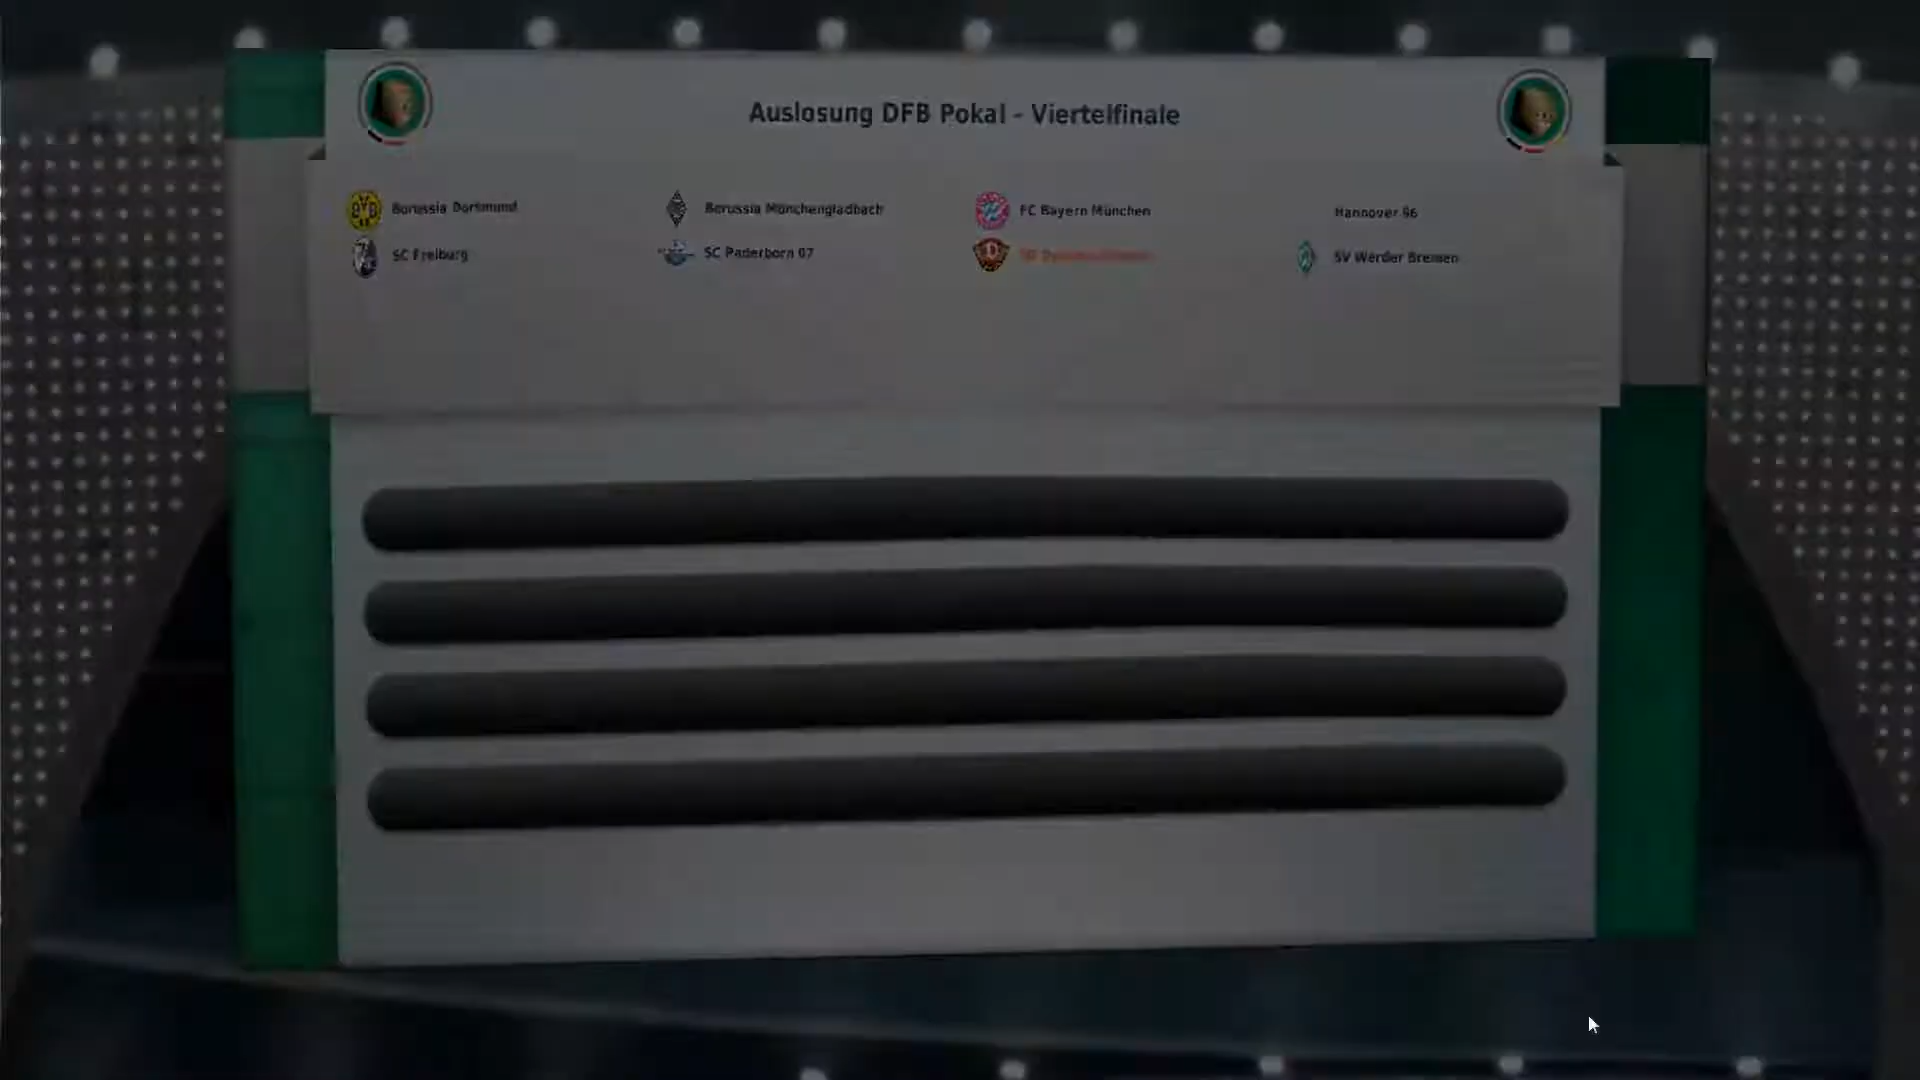 Auslosung DFB Pokal - Viertelfinale
Borussia Dortmund
Borussia Mönchengladbach
FC Bayern München
Hannover 96
SC Freiburg
SC Paderborn 07
SV Werder Bremen